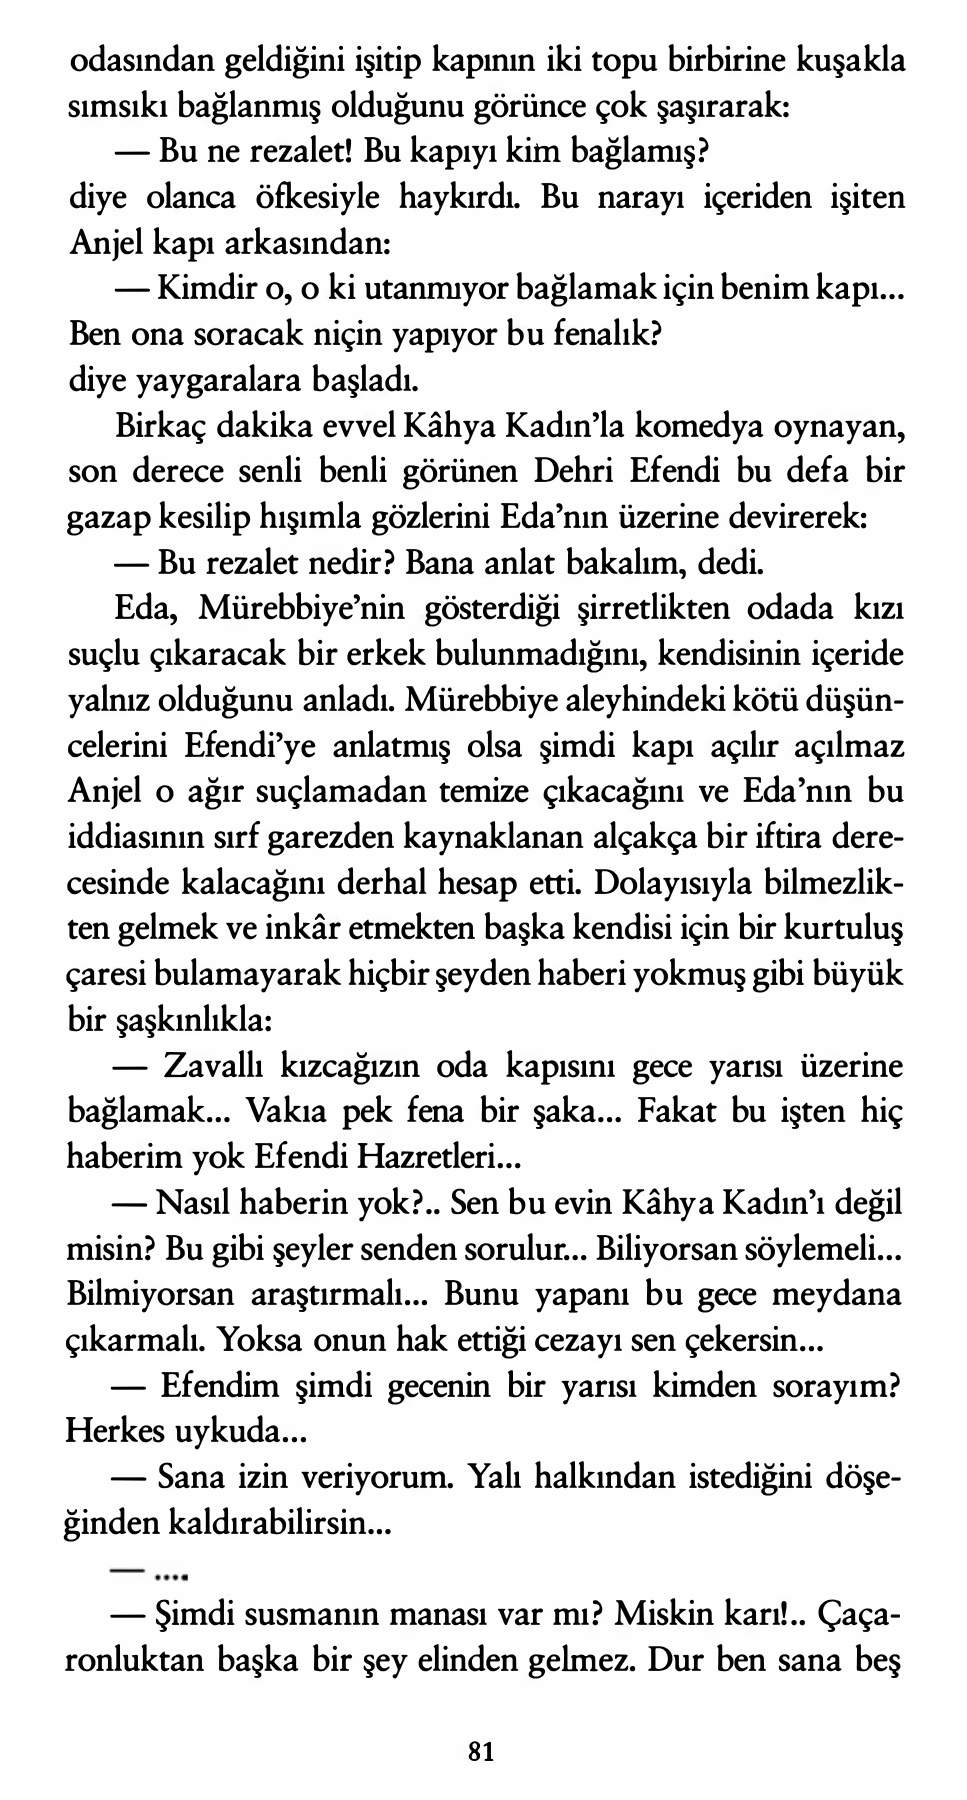 odasından geldiğini işitip kapının iki topu birbirine kuşakla
sımsıkı bağlanmış olduğunu görünce çok şaşırarak:
— Bu ne rezalet! Bu kapıyı kim bağlamış?
diye olanca öfkesiyle haykırdı. Bu narayı içeriden işiten
Anjel kapı arkasından:
— Kimdir o, o ki utanmıyor bağlamak için benim kapı...
Ben ona soracak niçin yapıyor bu fenalık?
diye yaygaralara başladı.
Birkaç dakika evvel Kâhya Kadın’la komedya oynayan,
son derece senli benli görünen Dehri Efendi bu defa bir
gazap kesilip hışımla gözlerini Eda’nın üzerine devirerek:
— Bu rezalet nedir? Bana anlat bakalım, dedi.
Eda, Mürebbiye’nin gösterdiği şirretlikten odada kızı
suçlu çıkaracak bir erkek bulunmadığını, kendisinin içeride
yalnız olduğunu anladı. Mürebbiye aleyhindeki kötü düşün-
celerini Efendi’ye anlatmış olsa şimdi kapı açılır açılmaz
Anjel o ağır suçlamadan temize çıkacağını ve Eda’nın bu
iddiasının sırf garezden kaynaklanan alçakça bir iftira dere-
cesinde kalacağını derhal hesap etti. Dolayısıyla bilmezlik-
ten gelmek ve inkâr etmekten başka kendisi için bir kurtuluş
çaresi bulamayarak hiçbir şeyden haberi yokmuş gibi büyük
bir şaşkınlıkla:
— Zavallı kızcağızın oda kapısını gece yarısı üzerine
bağlamak... Vakıa pek fena bir şaka... Fakat bu işten hiç
haberim yok Efendi Hazretleri...
— Nasıl haberin yok?.. Sen bu evin Kâhya Kadın’ı değil
misin? Bu gibi şeyler senden sorulur... Biliyorsan söylemeli...
Bilmiyorsan araştırmalı... Bunu yapanı bu gece meydana
çıkarmalı. Yoksa onun hak ettiği cezayı sen çekersin...
— Efendim şimdi gecenin bir yarısı kimden sorayım?
Herkes uykuda...
— Sana izin veriyorum. Yalı halkından istediğini döşe-
ğinden kaldırabilirsin...
— ....
— Şimdi susmanın manası var mı? Miskin karı!.. Çaça-
ronluktan başka bir şey elinden gelmez. Dur ben sana beş
81